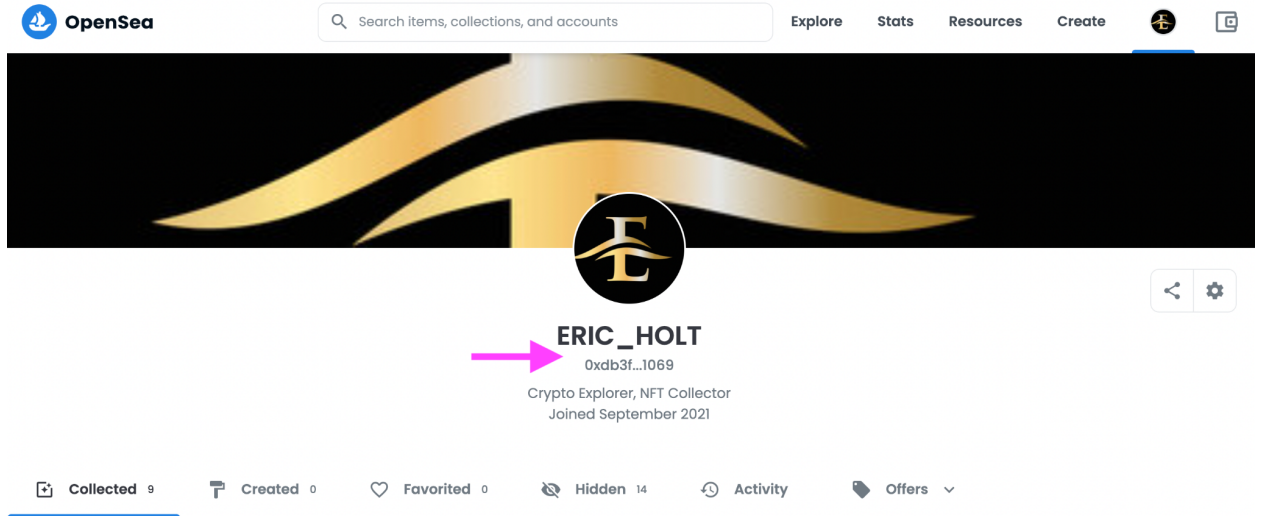 OpenSea Search items, collections, and accounts Explore Stats Resources Create
E
E
ERIC_HOLT
0xdb3f...1069
Crypto Explorer, NFT Collector
Joined September 2021
Collected 9 Created 0 Favorited 0 Hidden 14 Activity Offers